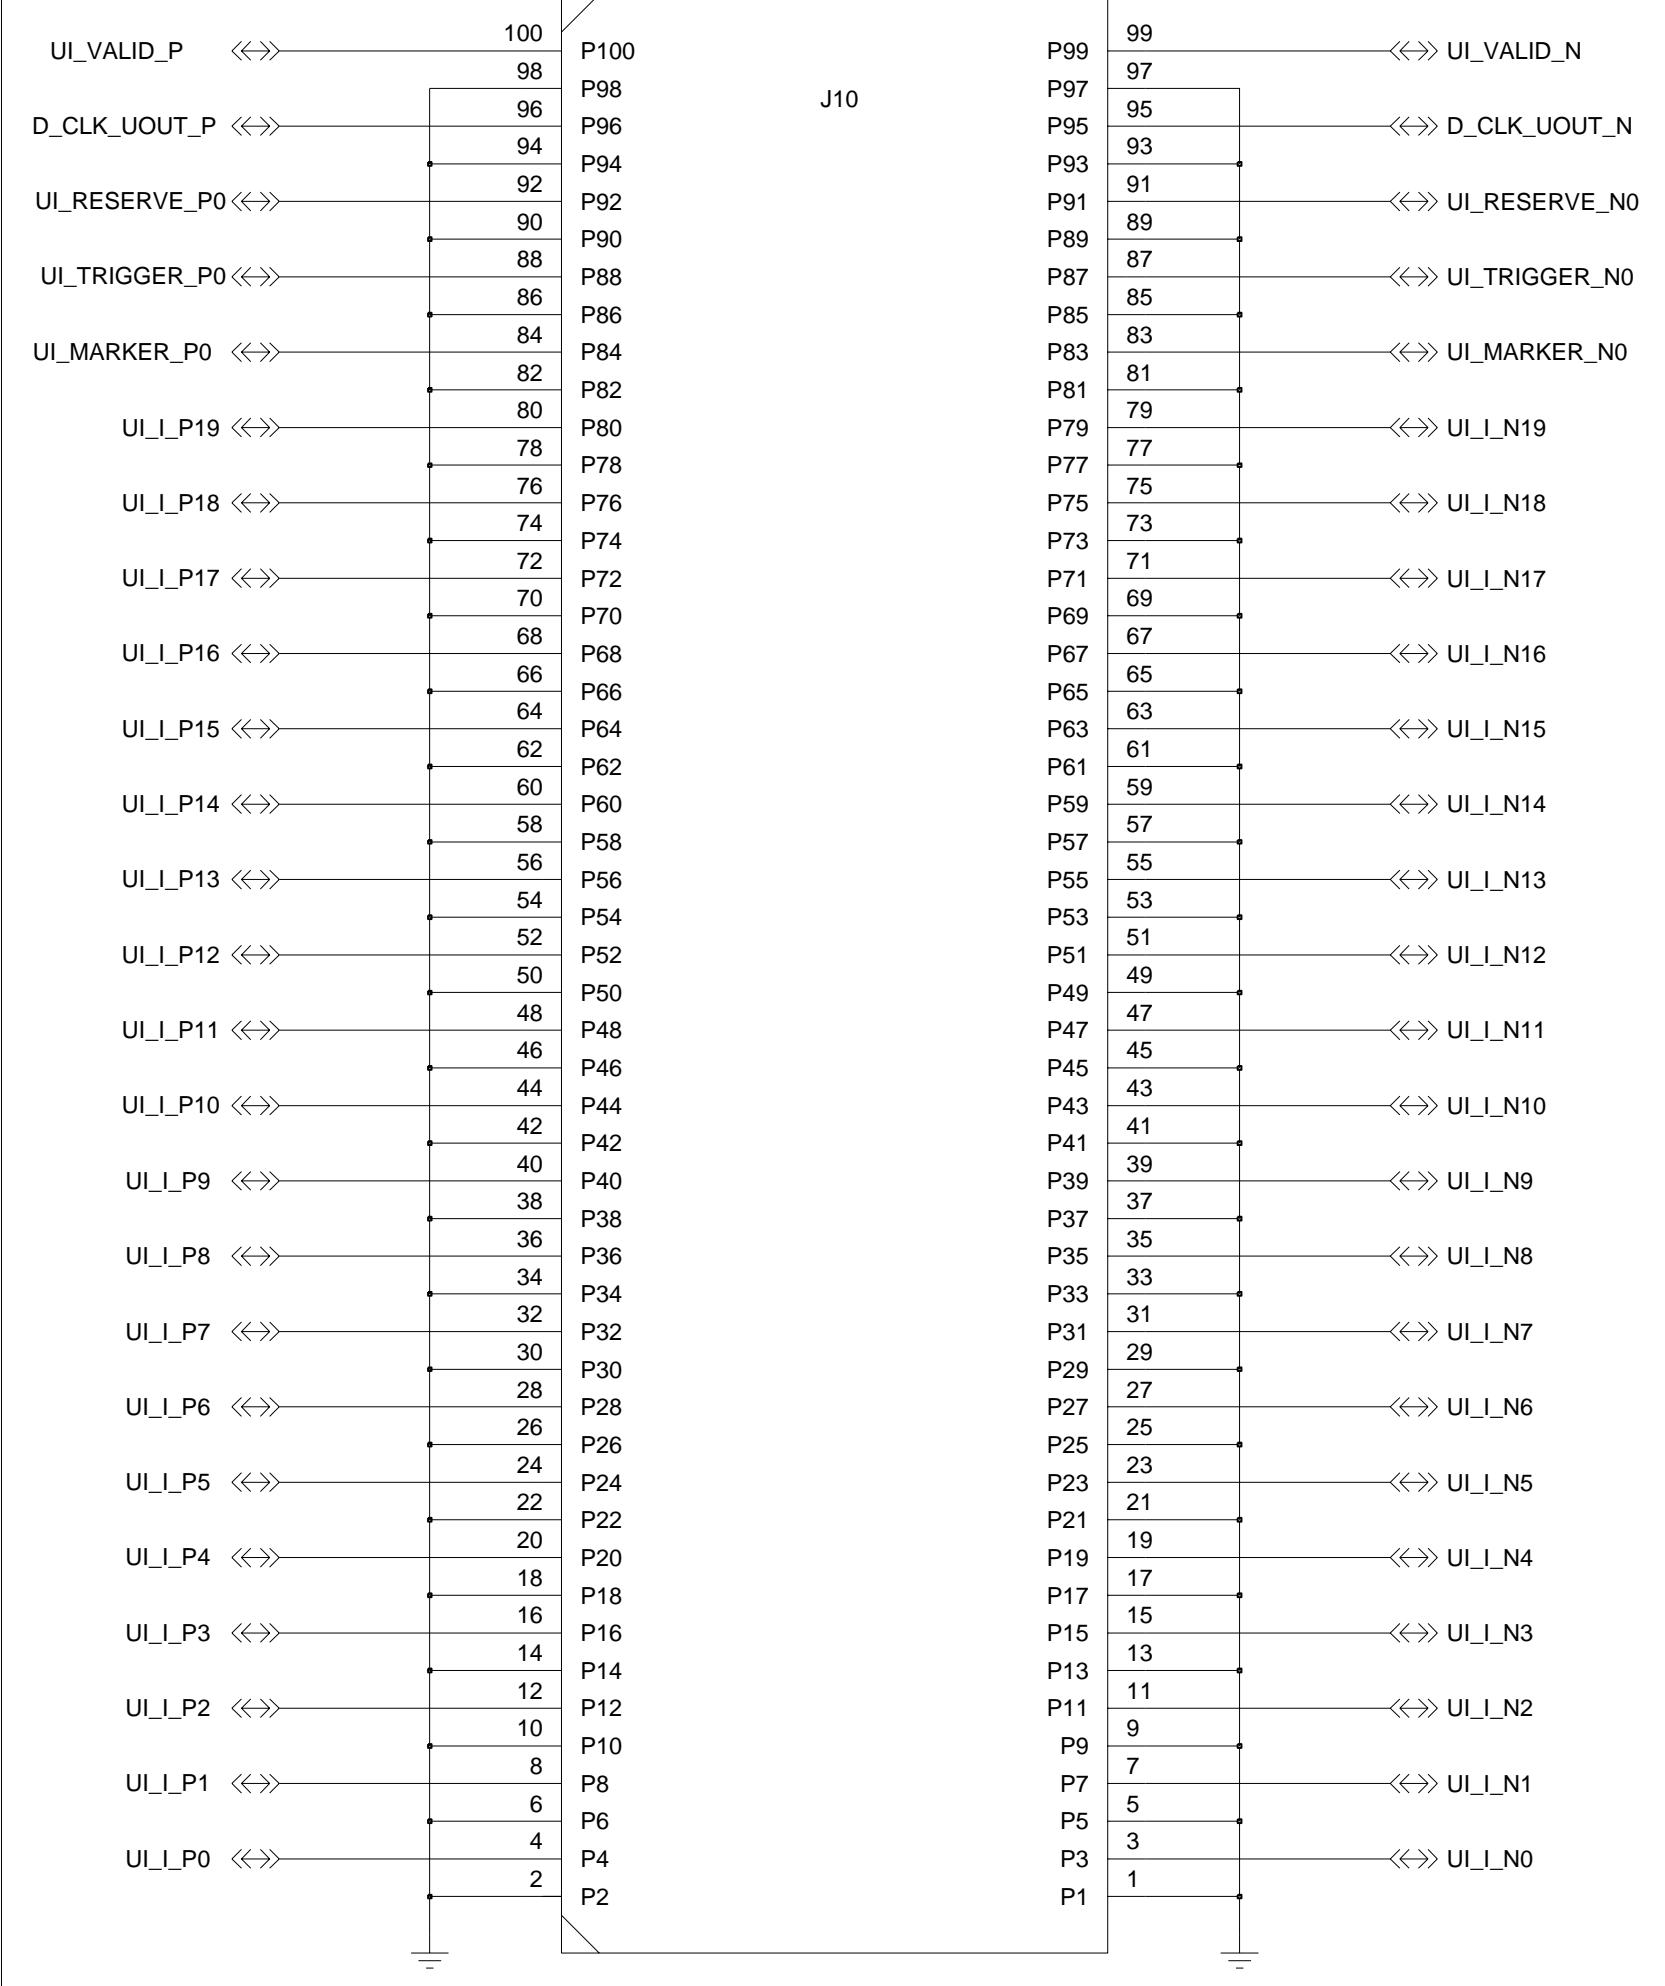 100 99
UI_VALID_P P100 P99 UI_VALID_N
98 97
P98 P97
J10
96 95
D_CLK_UOUT_P P96 P95 D_CLK_UOUT_N
94 93
P94 P93
92 91
UI_RESERVE_P0 P92 P91 UI_RESERVE_N0
90 89
P90 P89
88 87
UI_TRIGGER_P0 P88 P87 UI_TRIGGER_N0
86 85
P86 P85
84 83
UI_MARKER_P0 P84 P83 UI_MARKER_N0
82 81
P82 P81
80 79
UI_I_P19 P80 P79 UI_I_N19
78 77
P78 P77
76 75
UI_I_P18 P76 P75 UI_I_N18
74 73
P74 P73
72 71
UI_I_P17 P72 P71 UI_I_N17
70 69
P70 P69
68 67
UI_I_P16 P68 P67 UI_I_N16
66 65
P66 P65
64 63
UI_I_P15 P64 P63 UI_I_N15
62 61
P62 P61
60 59
UI_I_P14 P60 P59 UI_I_N14
58 57
P58 P57
56 55
UI_I_P13 P56 P55 UI_I_N13
54 53
P54 P53
52 51
UI_I_P12 P52 P51 UI_I_N12
50 49
P50 P49
48 47
UI_I_P11 P48 P47 UI_I_N11
46 45
P46 P45
44 43
UI_I_P10 P44 P43 UI_I_N10
42 41
P42 P41
40 39
UI_I_P9 P40 P39 UI_I_N9
38 37
P38 P37
36 35
UI_I_P8 P36 P35 UI_I_N8
34 33
P34 P33
32 31
UI_I_P7 P32 P31 UI_I_N7
30 29
P30 P29
28 27
UI_I_P6 P28 P27 UI_I_N6
26 25
P26 P25
24 23
UI_I_P5 P24 P23 UI_I_N5
22 21
P22 P21
20 19
UI_I_P4 P20 P19 UI_I_N4
18 17
P18 P17
16 15
UI_I_P3 P16 P15 UI_I_N3
14 13
P14 P13
12 11
UI_I_P2 P12 P11 UI_I_N2
10 9
P10 P9
8 7
UI_I_P1 P8 P7 UI_I_N1
6 5
P6 P5
4 3
UI_I_P0 P4 P3 UI_I_N0
2 1
P2 P1